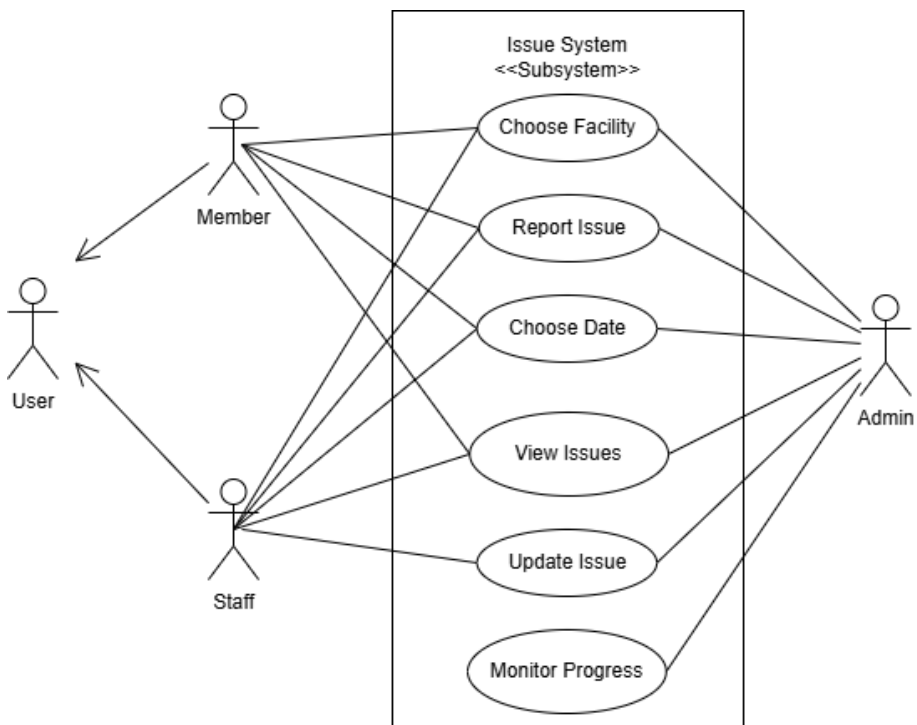 Issue System
<<Subsystem>>
Choose Facility
Member
Report Issue
Choose Date
User
Admin
View Issues
Update Issue
Staff
Monitor Progress